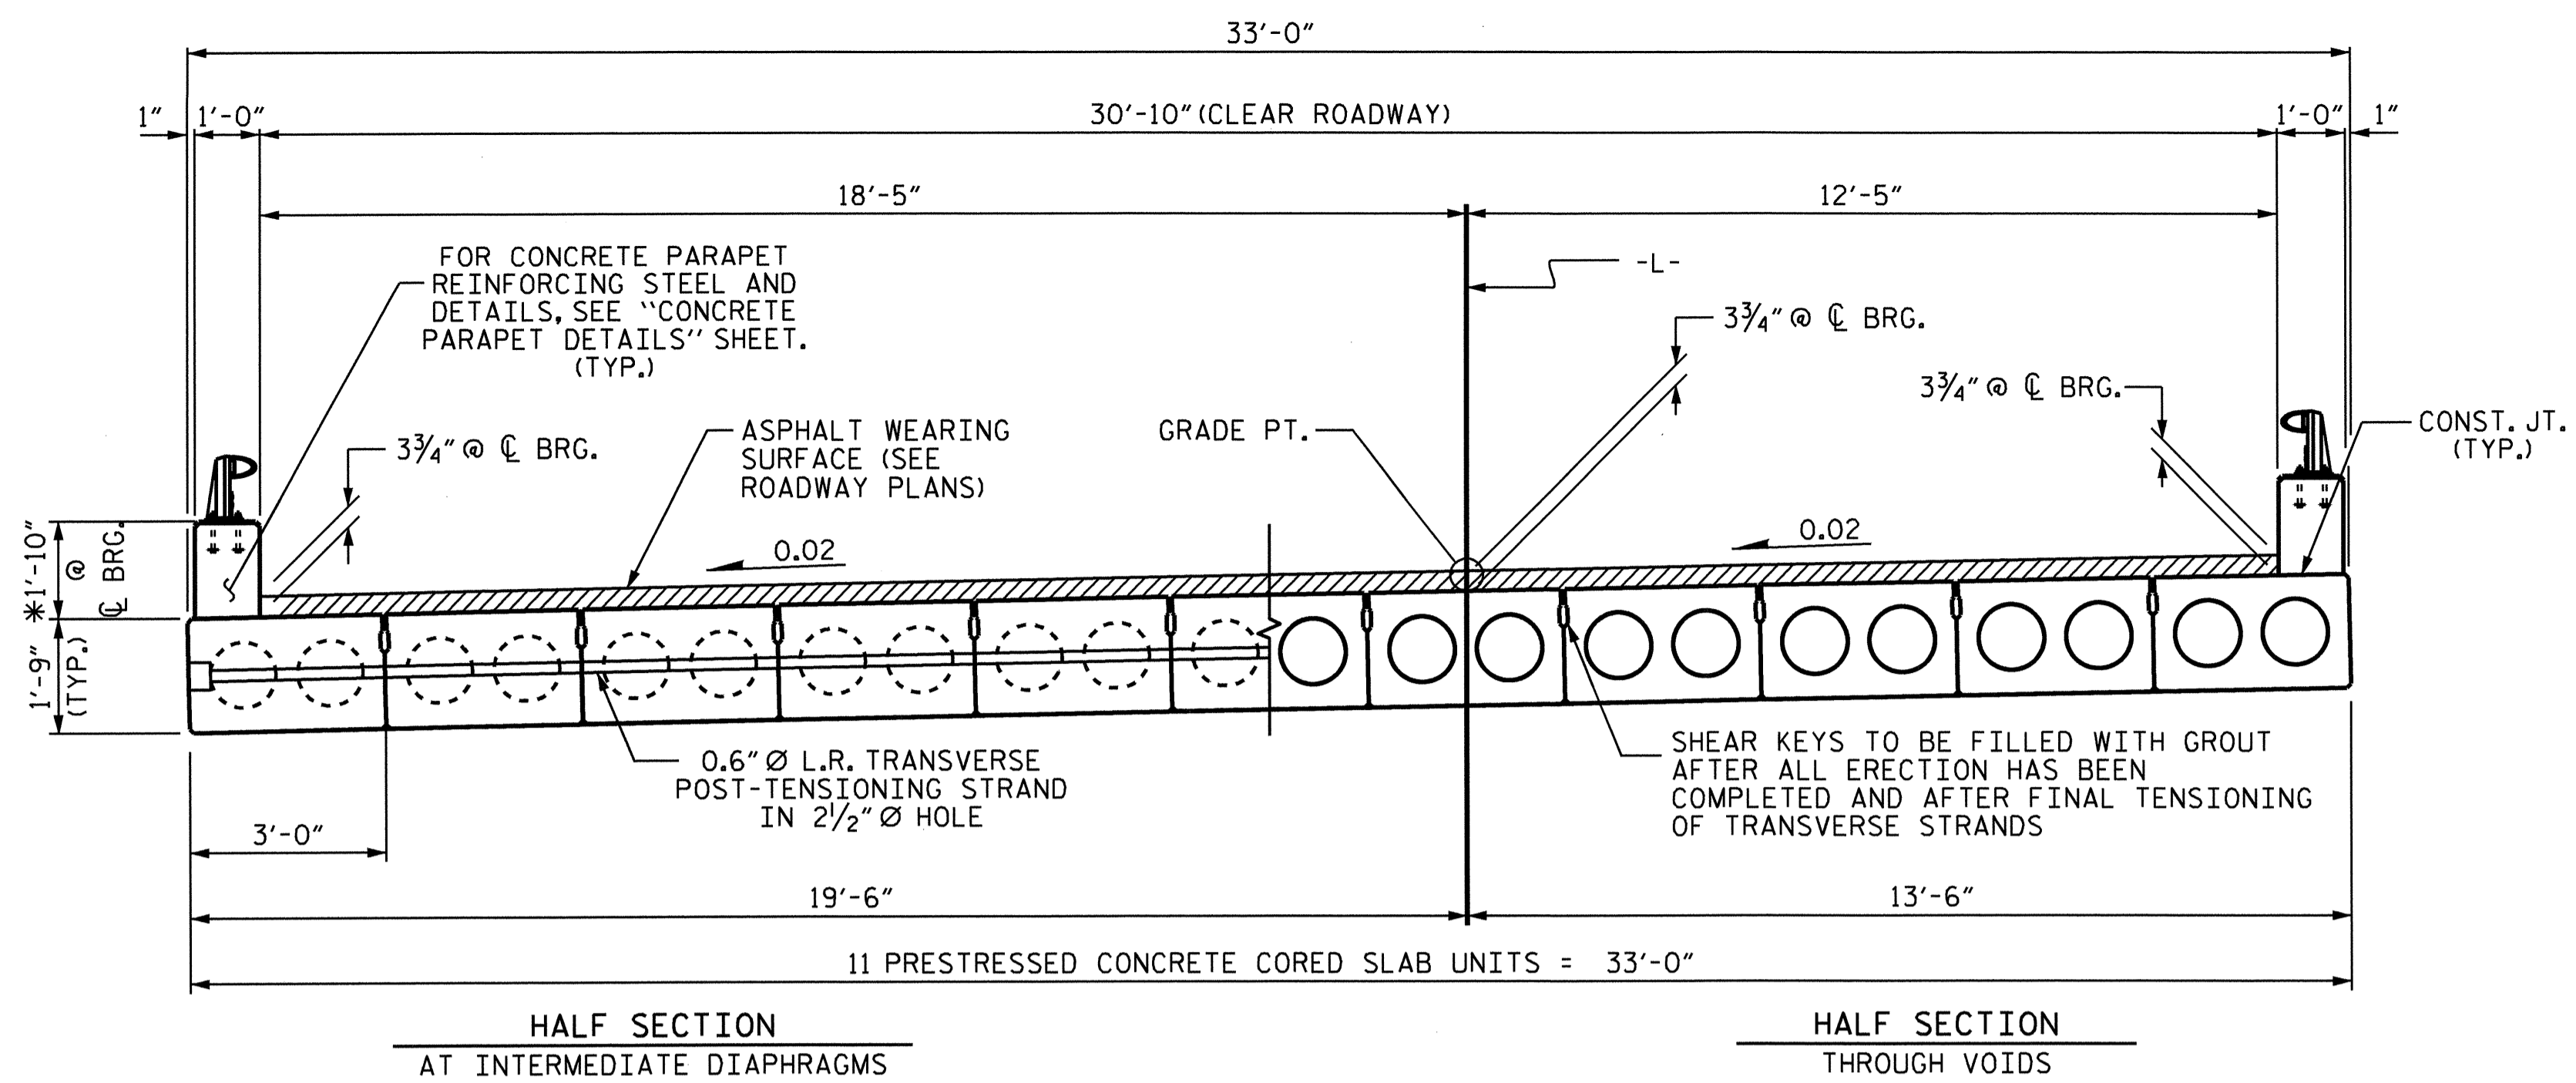 33'-0"
1" 1'-0" 30'-10" (CLEAR ROADWAY) 1'-0" 1"
18'-5" 12'-5"
FOR CONCRETE PARAPET
REINFORCING STEEL AND
DETAILS, SEE "CONCRETE
PARAPET DETAILS" SHEET.
(TYP.)
-L-
3¾" @ ℄ BRG.
3¾" @ ℄ BRG.
3¾" @ ℄ BRG.
ASPHALT WEARING
SURFACE (SEE
ROADWAY PLANS)
GRADE PT.
CONST. JT.
(TYP.)
0.02
0.02
*1'-10"
@
℄ BRG.
1'-9"
(TYP.)
0.6" Ø L.R. TRANSVERSE
POST-TENSIONING STRAND
IN 2½" Ø HOLE
SHEAR KEYS TO BE FILLED WITH GROUT
AFTER ALL ERECTION HAS BEEN
COMPLETED AND AFTER FINAL TENSIONING
OF TRANSVERSE STRANDS
3'-0"
19'-6" 13'-6"
11 PRESTRESSED CONCRETE CORED SLAB UNITS = 33'-0"
HALF SECTION
AT INTERMEDIATE DIAPHRAGMS
HALF SECTION
THROUGH VOIDS